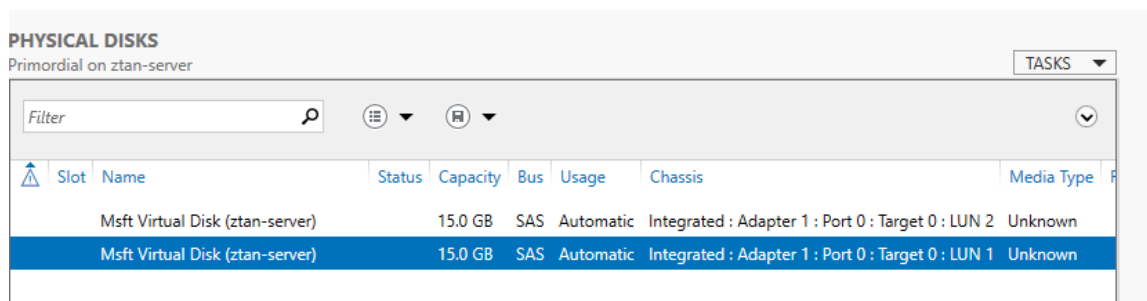 PHYSICAL DISKS
Primordial on ztan-server
TASKS
Filter
Slot Name Status Capacity Bus Usage Chassis Media Type
Msft Virtual Disk (ztan-server) 15.0 GB SAS Automatic Integrated : Adapter 1 : Port 0 : Target 0 : LUN 2 Unknown
Msft Virtual Disk (ztan-server) 15.0 GB SAS Automatic Integrated : Adapter 1 : Port 0 : Target 0 : LUN 1 Unknown